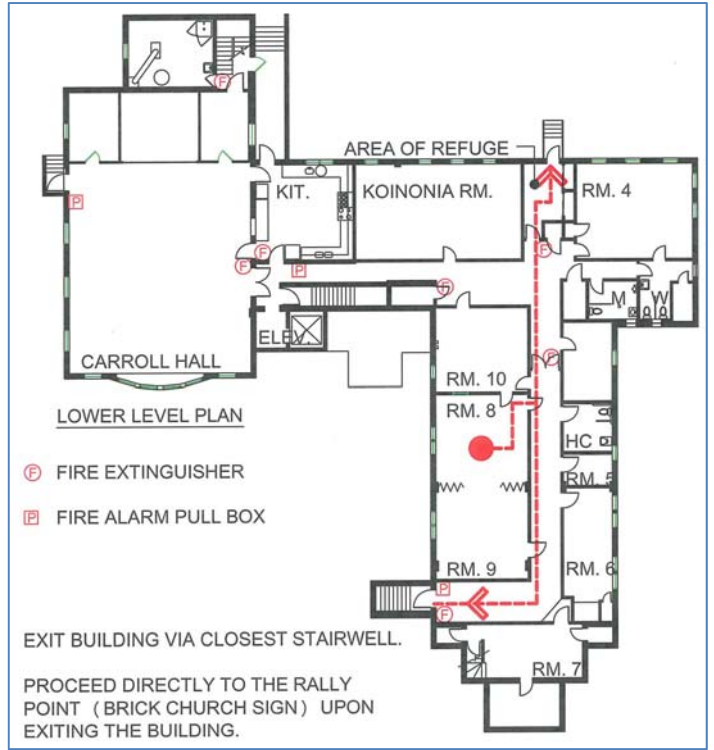 AREA OF REFUGE
KIT.
KOINONIA RM.
RM. 4
M
W
ELEV.
CARROLL HALL
RM. 10
RM. 8
HC
RM. 5
RM. 6
RM. 9
RM. 7
LOWER LEVEL PLAN
F FIRE EXTINGUISHER
P FIRE ALARM PULL BOX
EXIT BUILDING VIA CLOSEST STAIRWELL.
PROCEED DIRECTLY TO THE RALLY
POINT ( BRICK CHURCH SIGN ) UPON
EXITING THE BUILDING.
F
P
F
F
P
F
F
F
P
F